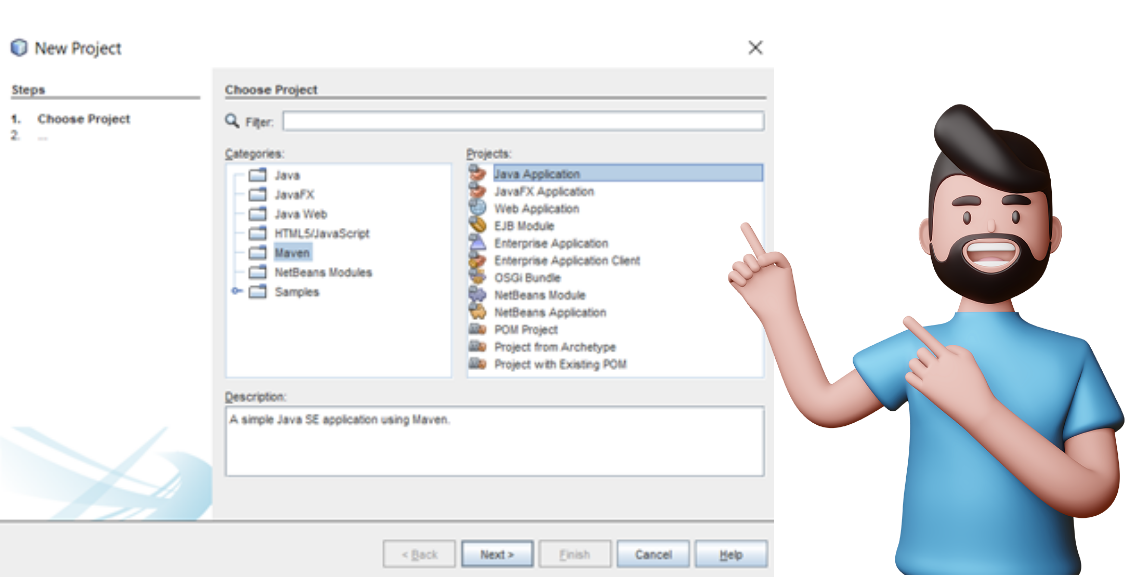 New Project
Steps
1. Choose Project
2. ...
Choose Project
Filter:
Categories:
Java
JavaFX
Java Web
HTML5/JavaScript
Maven
NetBeans Modules
Samples
Projects:
Java Application
JavaFX Application
Web Application
EJB Module
Enterprise Application
Enterprise Application Client
OSGi Bundle
NetBeans Module
NetBeans Application
POM Project
Project from Archetype
Project with Existing POM
Description:
A simple Java SE application using Maven.
< Back
Next >
Finish
Cancel
Help